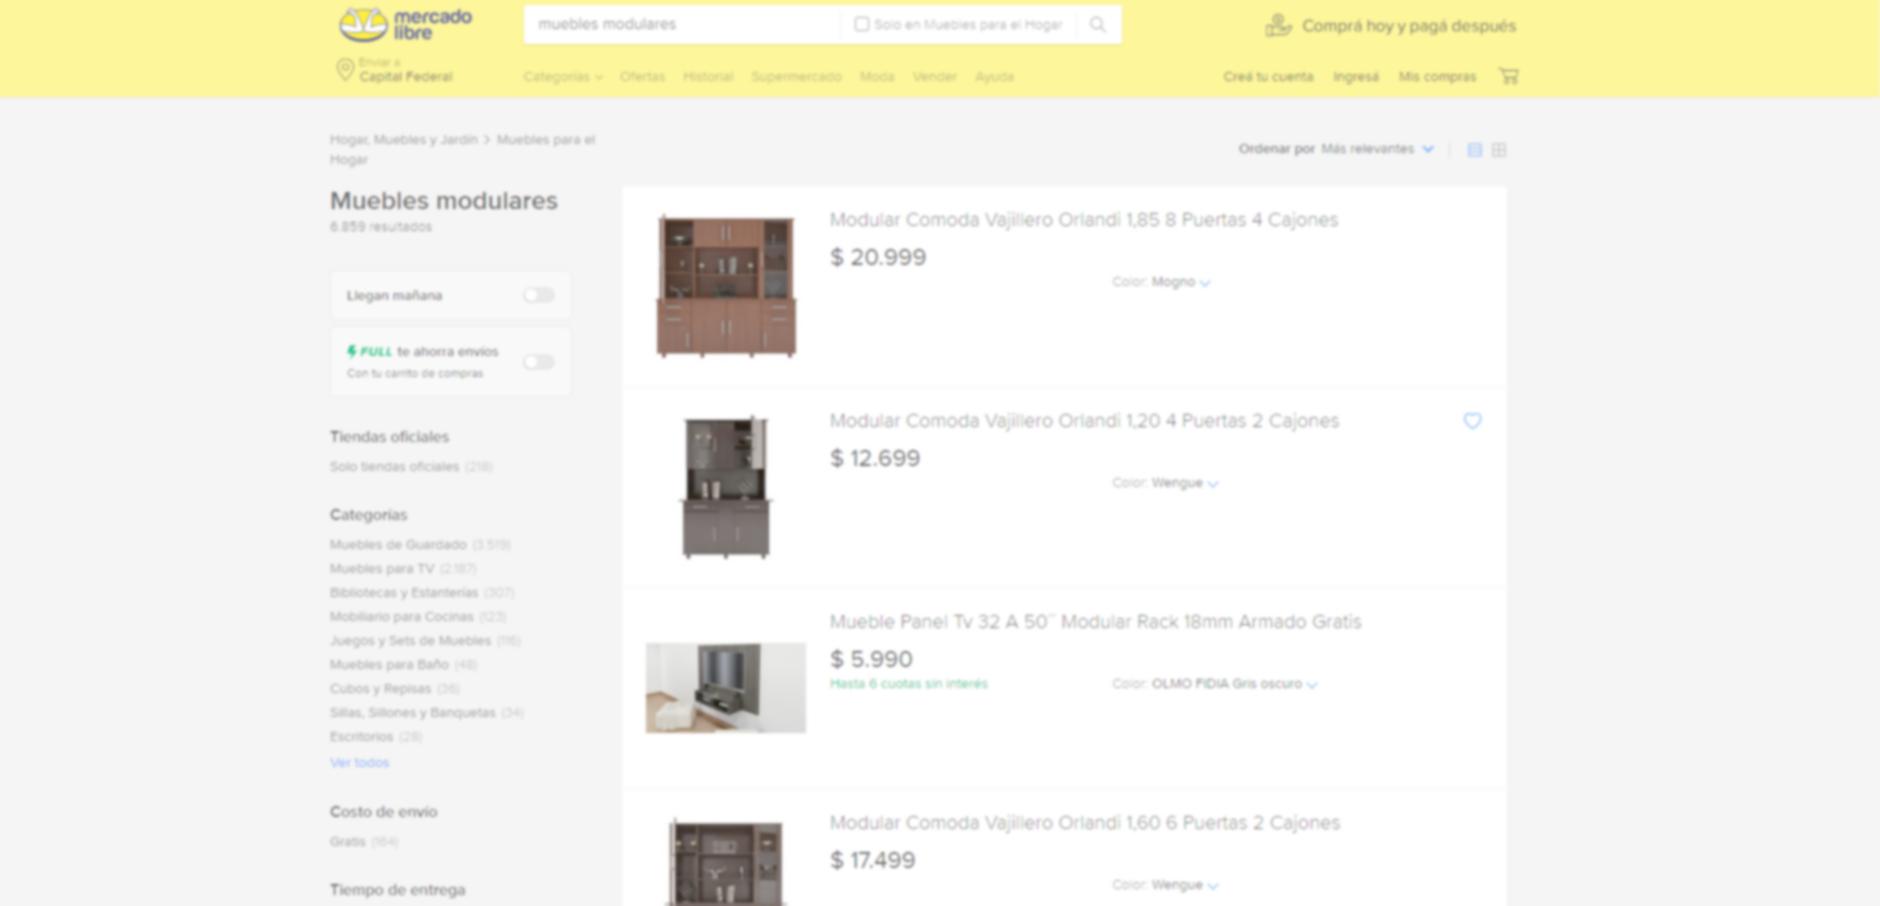 mercado
libre
muebles modulares
Solo en Muebles para el Hogar
Comprá hoy y pagá después
Enviar a
Capital Federal
Categorías Ofertas Historial Supermercado Moda Vender Ayuda
Creá tu cuenta Ingresá Mis compras
Hogar, Muebles y Jardín > Muebles para el
Hogar
Ordenar por Más relevantes
Muebles modulares
6.859 resultados
Llegan mañana
FULL te ahorra envíos
Con tu carrito de compras
Tiendas oficiales
Solo tiendas oficiales (218)
Categorías
Muebles de Guardado (3.519)
Muebles para TV (2.187)
Bibliotecas y Estanterías (307)
Mobiliario para Cocinas (123)
Juegos y Sets de Muebles (116)
Muebles para Baño (48)
Cubos y Repisas (36)
Sillas, Sillones y Banquetas (34)
Escritorios (28)
Ver todos
Costo de envío
Gratis (164)
Tiempo de entrega
Modular Comoda Vajillero Orlandi 1,85 8 Puertas 4 Cajones
$ 20.999
Color: Mogno
Modular Comoda Vajillero Orlandi 1,20 4 Puertas 2 Cajones
$ 12.699
Color: Wengue
Mueble Panel Tv 32 A 50¨ Modular Rack 18mm Armado Gratis
$ 5.990
Hasta 6 cuotas sin interés
Color: OLMO FIDIA Gris oscuro
Modular Comoda Vajillero Orlandi 1,60 6 Puertas 2 Cajones
$ 17.499
Color: Wengue